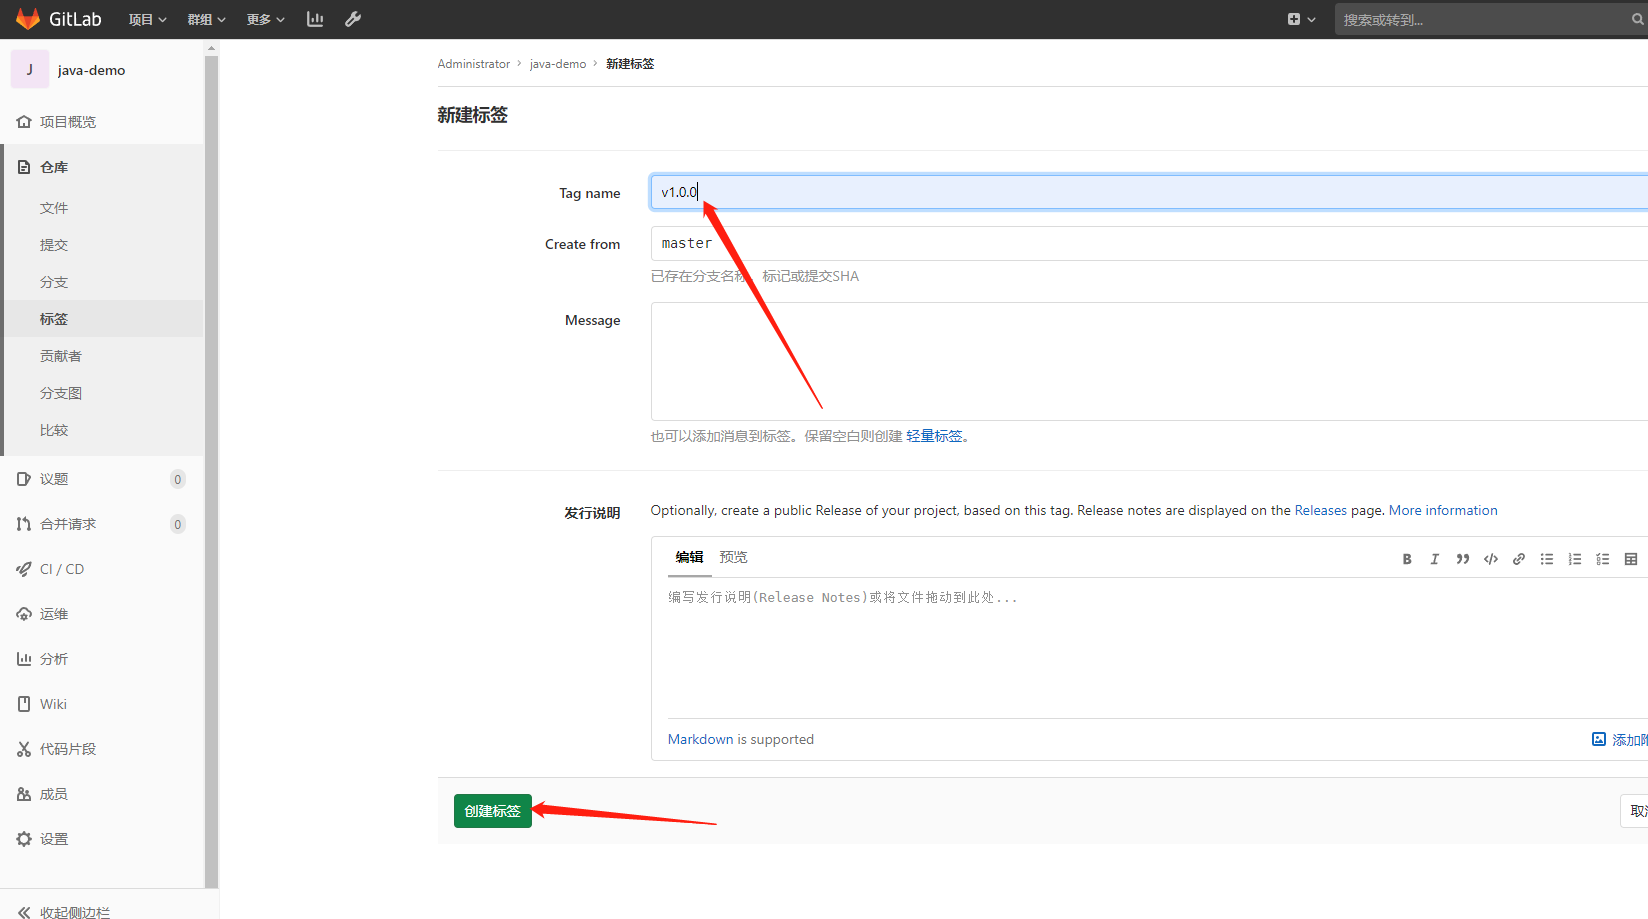 GitLab 项目 群组 更多 搜索或转到...
J java-demo
项目概览
仓库
文件
提交
分支
标签
贡献者
分支图
比较
议题 0
合并请求 0
CI / CD
运维
分析
Wiki
代码片段
成员
设置
收起侧边栏
Administrator › java-demo › 新建标签
新建标签
Tag name v1.0.0
Create from master
已存在分支名称、标记或提交SHA
Message
也可以添加消息到标签。保留空白则创建 轻量标签。
发行说明 Optionally, create a public Release of your project, based on this tag. Release notes are displayed on the Releases page. More information
编辑 预览
编写发行说明(Release Notes)或将文件拖动到此处...
Markdown is supported 添加
创建标签 取